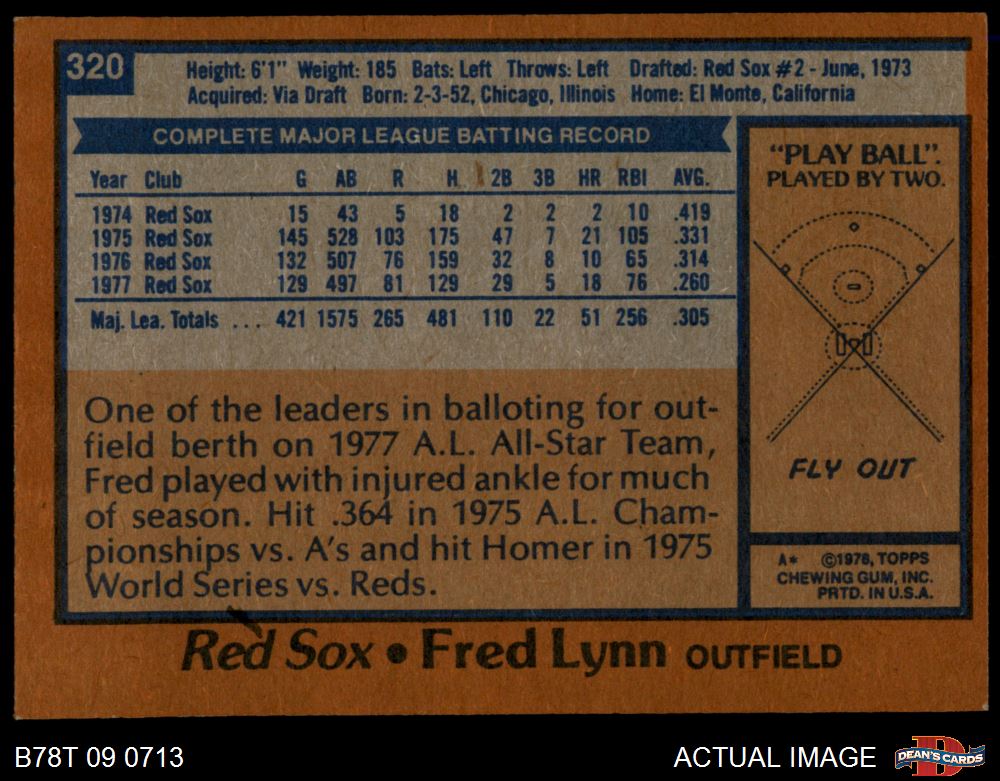 320
Height: 6'1" Weight: 185 Bats: Left Throws: Left Drafted: Red Sox #2 - June, 1973
Acquired: Via Draft Born: 2-3-52, Chicago, Illinois Home: El Monte, California
COMPLETE MAJOR LEAGUE BATTING RECORD
Year Club G AB R H 2B 3B HR RBI AVG.
1974 Red Sox 15 43 5 18 2 2 2 10 .419
1975 Red Sox 145 528 103 175 47 7 21 105 .331
1976 Red Sox 132 507 76 159 32 8 10 65 .314
1977 Red Sox 129 497 81 129 29 5 18 76 .260
Maj. Lea. Totals ... 421 1575 265 481 110 22 51 256 .305
One of the leaders in balloting for out-
field berth on 1977 A.L. All-Star Team,
Fred played with injured ankle for much
of season. Hit .364 in 1975 A.L. Cham-
pionships vs. A's and hit Homer in 1975
World Series vs. Reds.
"PLAY BALL".
PLAYED BY TWO.
FLY OUT
A* ©1978, TOPPS
CHEWING GUM, INC.
PRTD. IN U.S.A.
Red Sox • Fred Lynn OUTFIELD
B78T 09 0713
ACTUAL IMAGE
D
DEAN'S CARDS